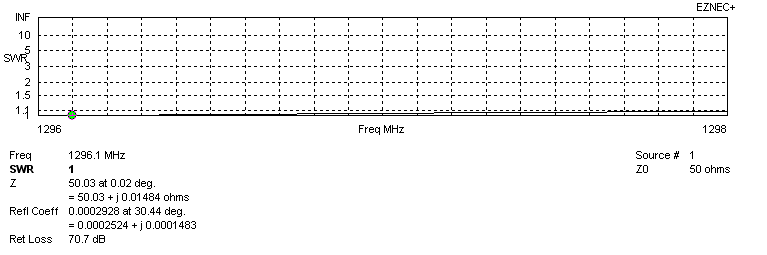 EZNEC+
INF
10
5
SWR
3
2
1.5
1.1
1296 Freq MHz 1298
Freq 1296.1 MHz Source # 1
SWR 1 Z0 50 ohms
Z 50.03 at 0.02 deg.
= 50.03 + j 0.01484 ohms
Refl Coeff 0.0002928 at 30.44 deg.
= 0.0002524 + j 0.0001483
Ret Loss 70.7 dB